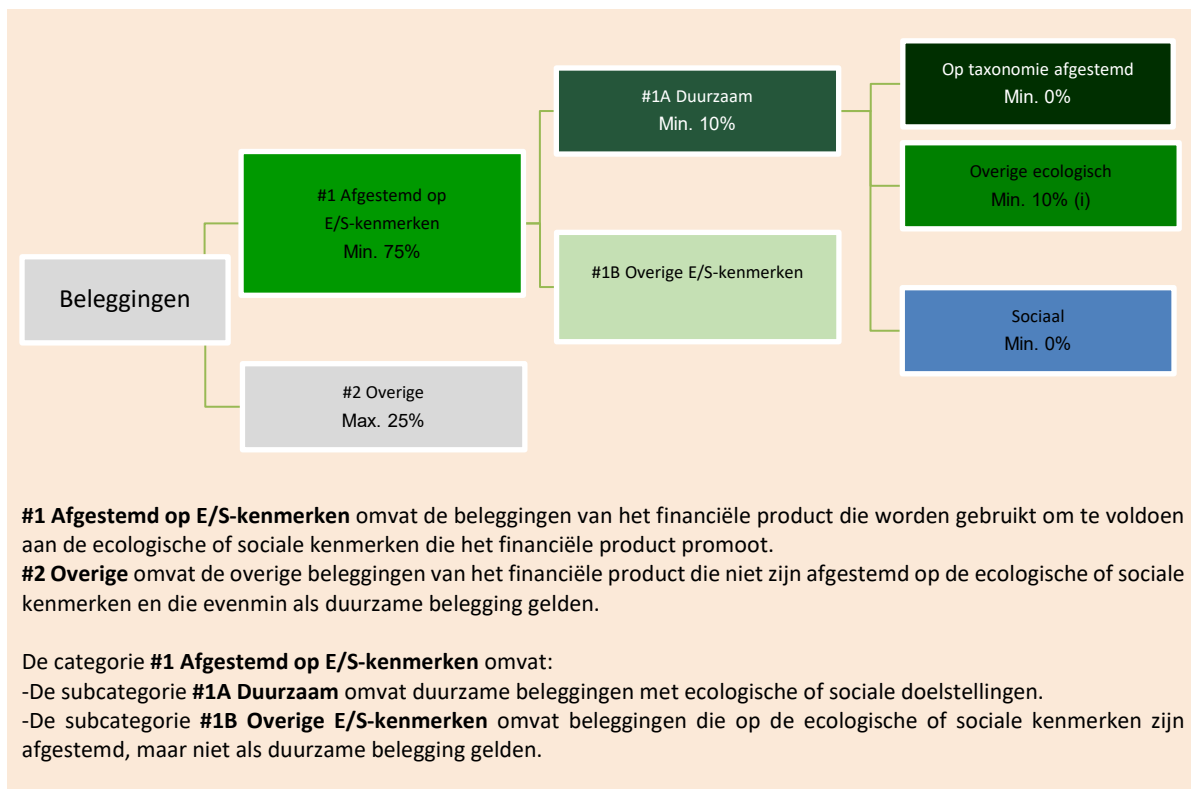 Beleggingen
#1 Afgestemd op
E/S-kenmerken
Min. 75%
#2 Overige
Max. 25%
#1A Duurzaam
Min. 10%
#1B Overige E/S-kenmerken
Op taxonomie afgestemd
Min. 0%
Overige ecologisch
Min. 10% (i)
Sociaal
Min. 0%
#1 Afgestemd op E/S-kenmerken omvat de beleggingen van het financiële product die worden gebruikt om te voldoen
aan de ecologische of sociale kenmerken die het financiële product promoot.
#2 Overige omvat de overige beleggingen van het financiële product die niet zijn afgestemd op de ecologische of sociale
kenmerken en die evenmin als duurzame belegging gelden.
De categorie #1 Afgestemd op E/S-kenmerken omvat:
-De subcategorie #1A Duurzaam omvat duurzame beleggingen met ecologische of sociale doelstellingen.
-De subcategorie #1B Overige E/S-kenmerken omvat beleggingen die op de ecologische of sociale kenmerken zijn
afgestemd, maar niet als duurzame belegging gelden.